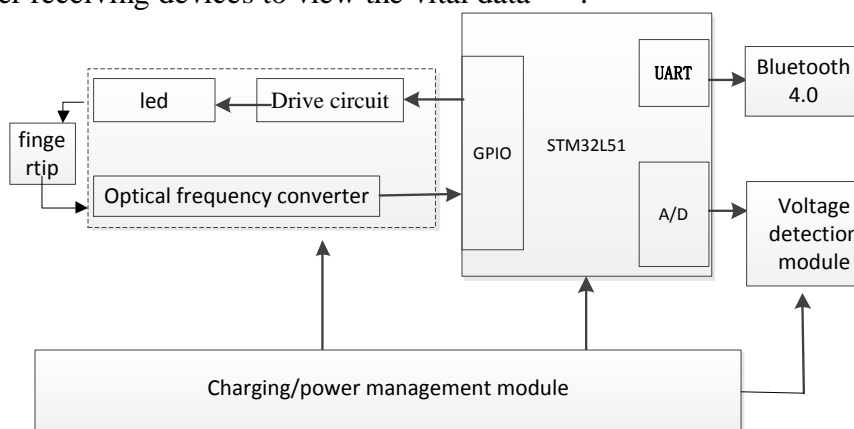 er receiving devices to view the vital data
led
Drive circuit
finge
rtip
Optical frequency converter
GPIO
STM32L51
UART
A/D
Bluetooth
4.0
Voltage
detection
module
Charging/power management module